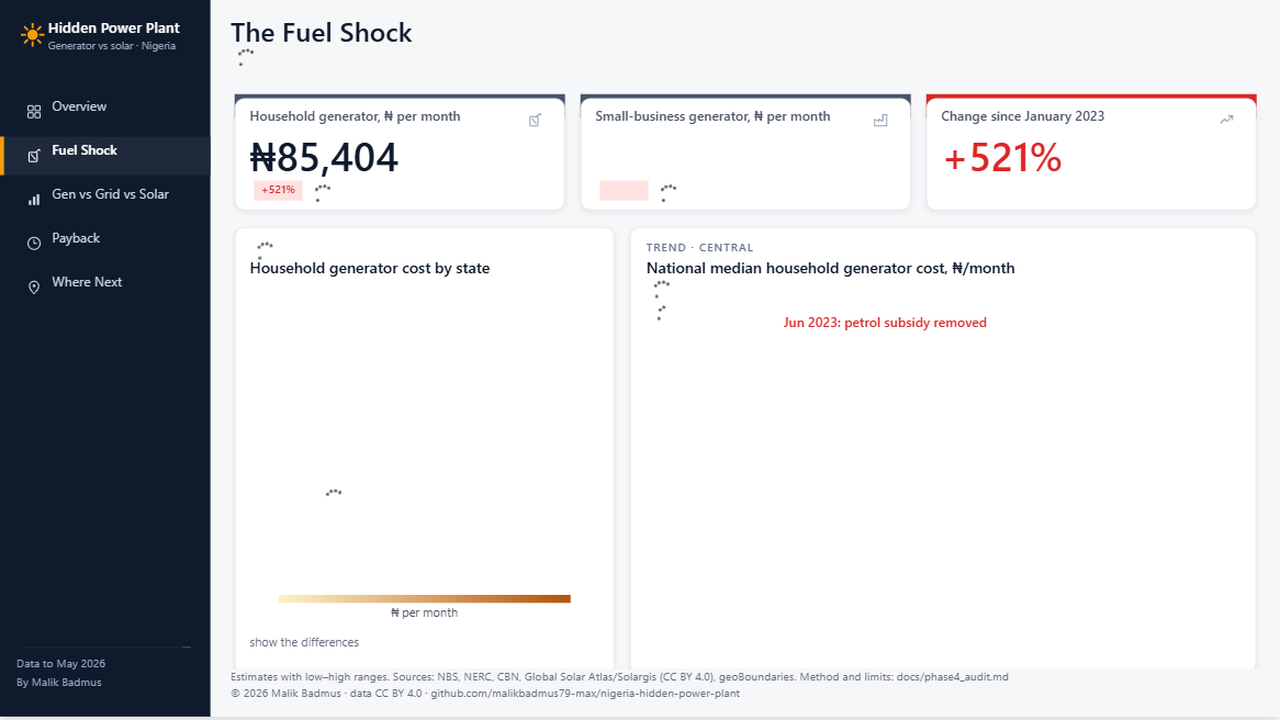 Hidden Power Plant
Generator vs solar · Nigeria
Overview
Fuel Shock
Gen vs Grid vs Solar
Payback
Where Next
Data to May 2026
By Malik Badmus
The Fuel Shock
Household generator, ₦ per month
₦85,404
+521%
Small-business generator, ₦ per month
Change since January 2023
+521%
Household generator cost by state
₦ per month
show the differences
TREND · CENTRAL
National median household generator cost, ₦/month
Jun 2023: petrol subsidy removed
Estimates with low–high ranges. Sources: NBS, NERC, CBN, Global Solar Atlas/Solargis (CC BY 4.0), geoBoundaries. Method and limits: docs/phase4_audit.md
© 2026 Malik Badmus · data CC BY 4.0 · github.com/malikbadmus79-max/nigeria-hidden-power-plant